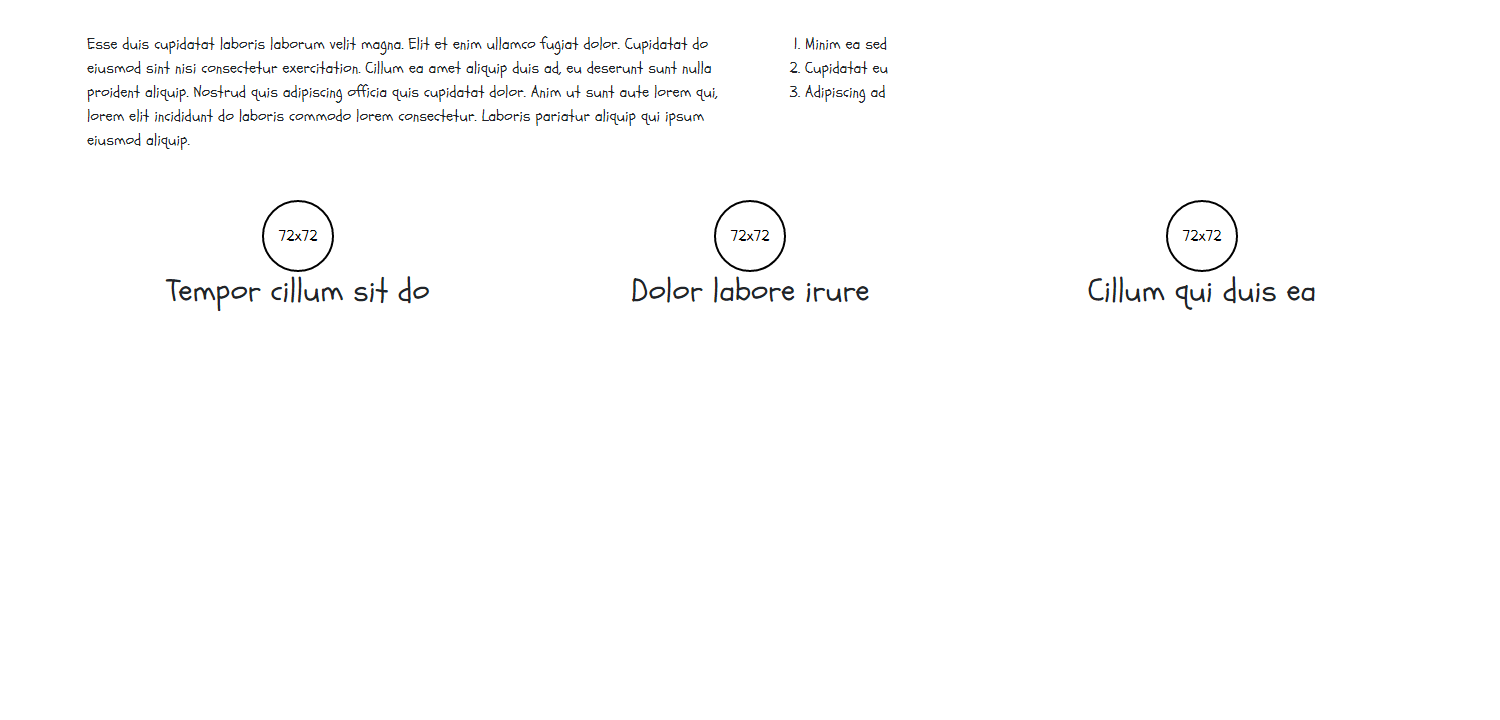 Esse duis cupidatat laboris laborum velit magna. Elit et enim ullamco fugiat dolor. Cupidatat do
eiusmod sint nisi consectetur exercitation. Cillum ea amet aliquip duis ad, eu deserunt sunt nulla
proident aliquip. Nostrud quis adipiscing officia quis cupidatat dolor. Anim ut sunt aute lorem qui,
lorem elit incididunt do laboris commodo lorem consectetur. Laboris pariatur aliquip qui ipsum
eiusmod aliquip.
1. Minim ea sed
2. Cupidatat eu
3. Adipiscing ad
72x72
Tempor cillum sit do
72x72
Dolor labore irure
72x72
Cillum qui duis ea